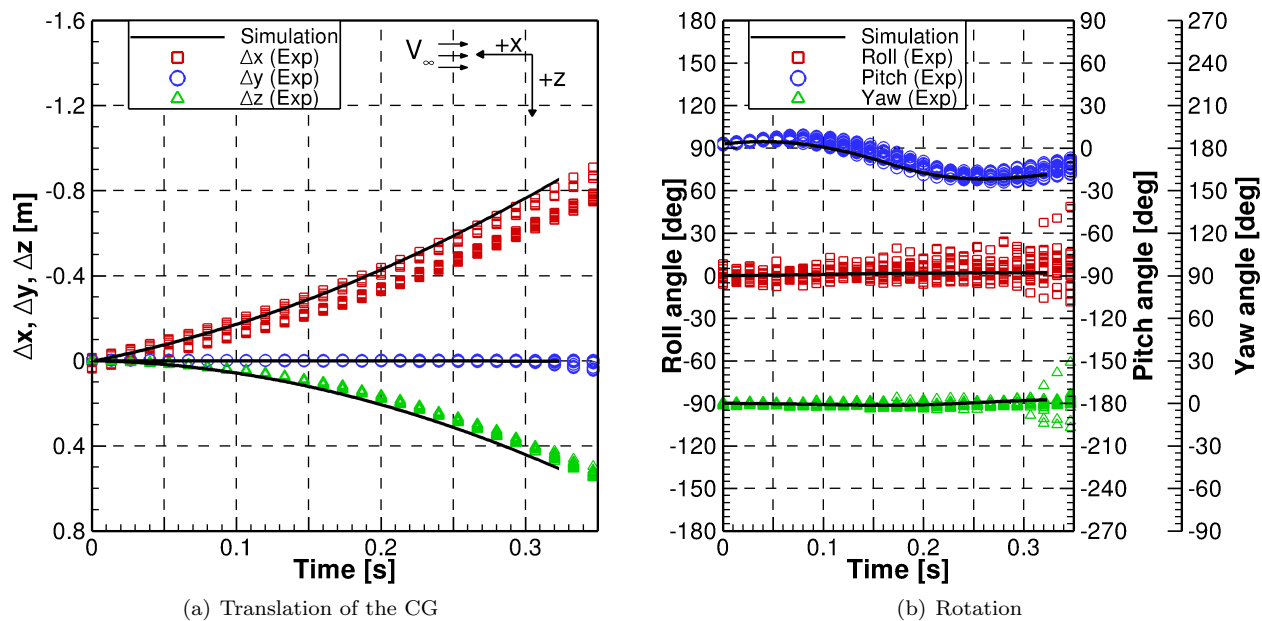 -1.6
-1.2
-0.8
-0.4
0
0.4
0.8
Δx, Δy, Δz [m]
Simulation
Δx (Exp)
Δy (Exp)
Δz (Exp)
V∞
+x
+z
0
0.1
0.2
0.3
Time [s]
(a) Translation of the CG
180
150
120
90
60
30
0
-30
-60
-90
-120
-150
-180
Roll angle [deg]
Simulation
Roll (Exp)
Pitch (Exp)
Yaw (Exp)
90
60
30
0
-30
-60
-90
-120
-150
-180
-210
-240
-270
Pitch angle [deg]
270
240
210
180
150
120
90
60
30
0
-30
-60
-90
Yaw angle [deg]
0
0.1
0.2
0.3
Time [s]
(b) Rotation